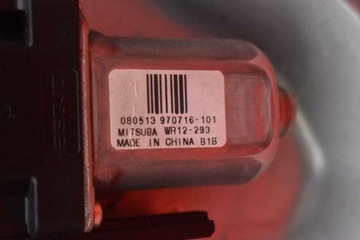 080513 970716-101
MITSUBA WR12-293
MADE IN CHINA B1B